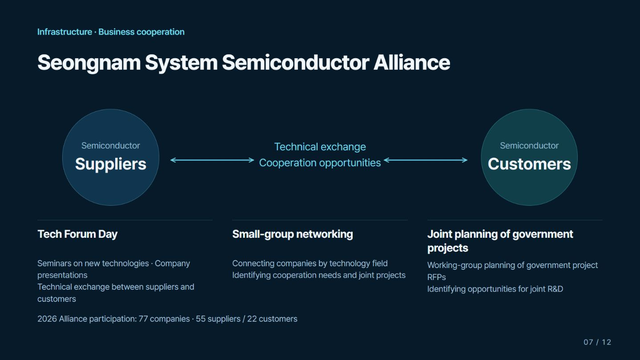 Infrastructure · Business cooperation
Seongnam System Semiconductor Alliance
Semiconductor
Suppliers
Technical exchange
Cooperation opportunities
Semiconductor
Customers
Tech Forum Day
Seminars on new technologies · Company
presentations
Technical exchange between suppliers and
customers
Small-group networking
Connecting companies by technology field
Identifying cooperation needs and joint projects
Joint planning of government
projects
Working-group planning of government project
RFPs
Identifying opportunities for joint R&D
2026 Alliance participation: 77 companies · 55 suppliers / 22 customers
07 / 12